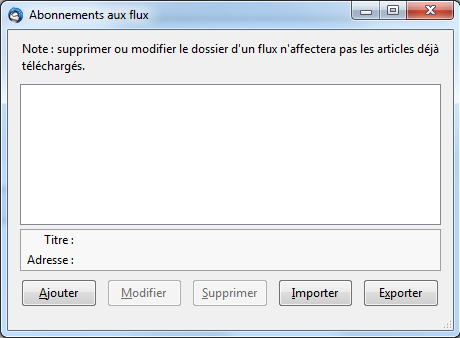 Abonnements aux flux
Note : supprimer ou modifier le dossier d'un flux n'affectera pas les articles déjà
téléchargés.
Titre :
Adresse :
Ajouter Modifier Supprimer Importer Exporter